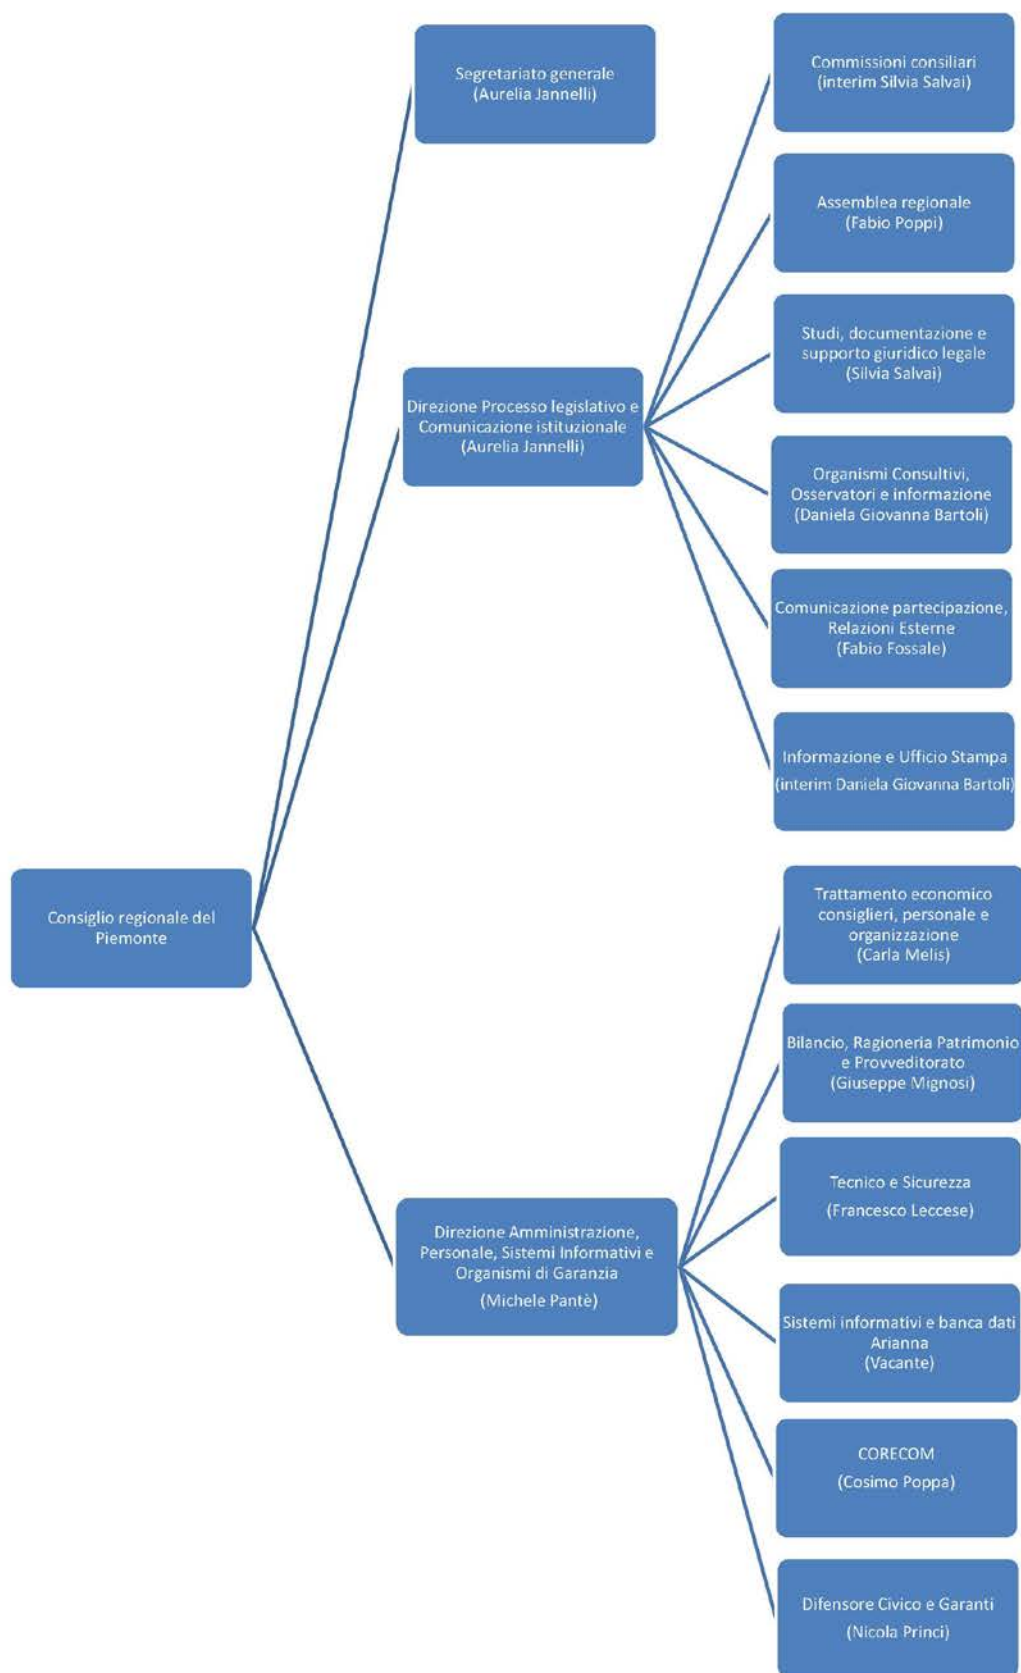 Segretariato generale
(Aurelia Jannelli)
Commissioni consiliari
(interim Silvia Salvai)
Assemblea regionale
(Fabio Poppi)
Studi, documentazione e
supporto giuridico legale
(Silvia Salvai)
Direzione Processo legislativo e
Comunicazione istituzionale
(Aurelia Jannelli)
Organismi Consultivi,
Osservatori e informazione
(Daniela Giovanna Bartoli)
Comunicazione partecipazione,
Relazioni Esterne
(Fabio Fossale)
Informazione e Ufficio Stampa
(interim Daniela Giovanna Bartoli)
Consiglio regionale del
Piemonte
Trattamento economico
consiglieri, personale e
organizzazione
(Carla Melis)
Bilancio, Ragioneria Patrimonio
e Provveditorato
(Giuseppe Mignosi)
Tecnico e Sicurezza
(Francesco Leccese)
Direzione Amministrazione,
Personale, Sistemi Informativi e
Organismi di Garanzia
(Michele Pantè)
Sistemi informativi e banca dati
Arianna
(Vacante)
CORECOM
(Cosimo Poppa)
Difensore Civico e Garanti
(Nicola Princi)